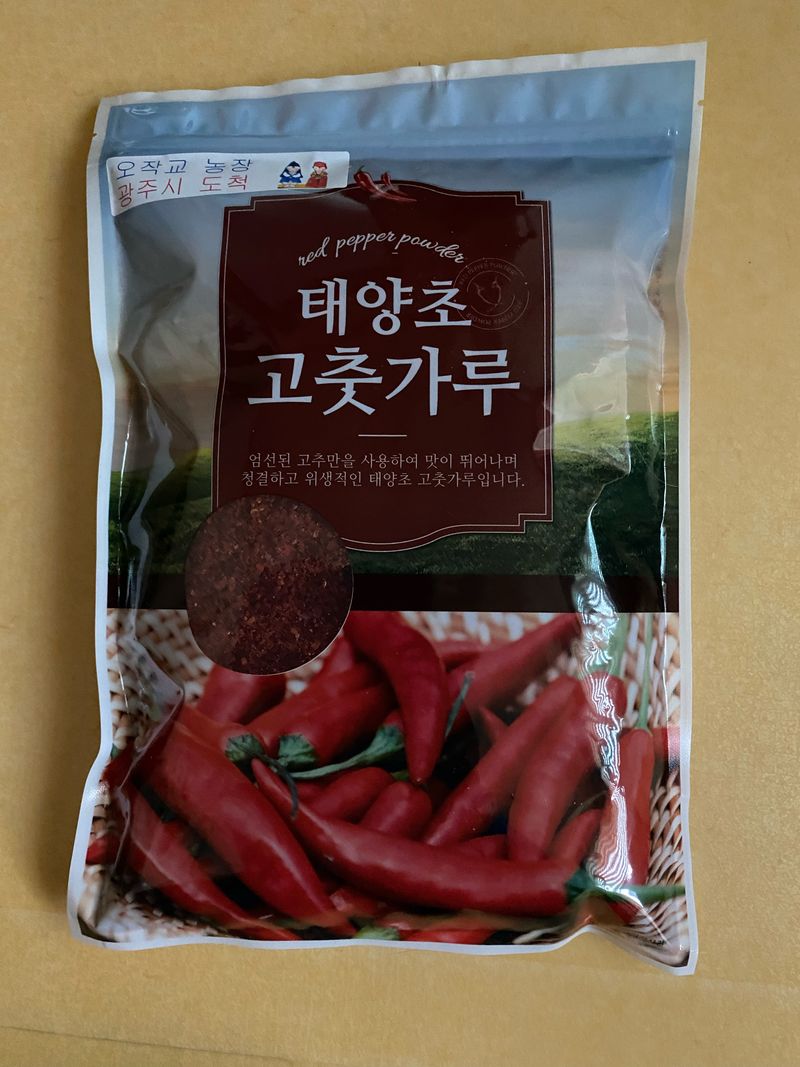 오작교 농장
광주시 도척
red pepper powder
태양초
고춧가루
엄선된 고추만을 사용하여 맛이 뛰어나며
청결하고 위생적인 태양초 고춧가루입니다.